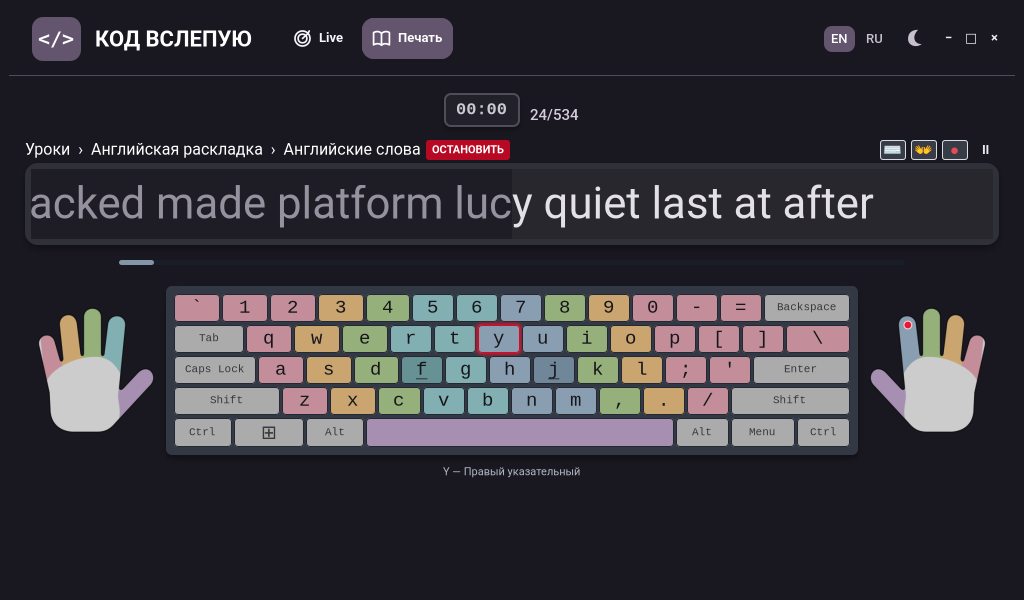 </> КОД ВСЛЕПУЮ Live Печать EN RU
00:00 24/534
Уроки › Английская раскладка › Английские слова ОСТАНОВИТЬ
acked made platform lucy quiet last at after
` 1 2 3 4 5 6 7 8 9 0 - = Backspace
Tab q w e r t y u i o p [ ] \
Caps Lock a s d f g h j k l ; ' Enter
Shift z x c v b n m , . / Shift
Ctrl ⊞ Alt Alt Menu Ctrl
Y — Правый указательный